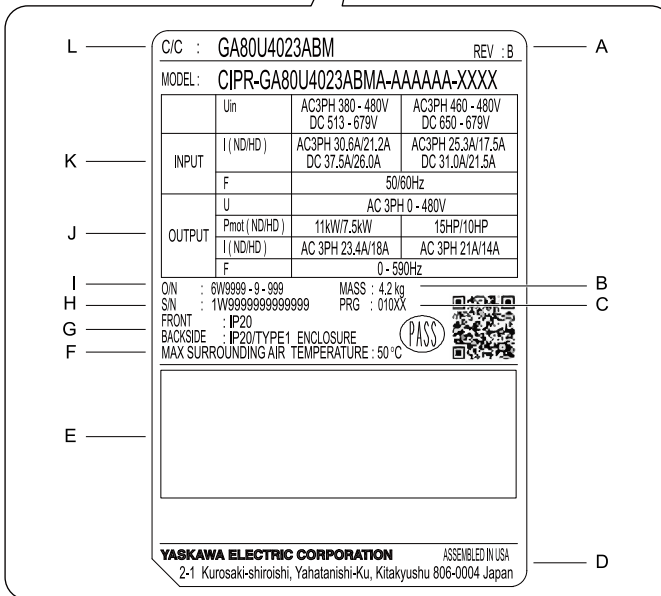 L C/C : GA80U4023ABM REV : B A
MODEL : CIPR-GA80U4023ABMA-AAAAAA-XXXX
Uin AC3PH 380 - 480V AC3PH 460 - 480V
DC 513 - 679V DC 650 - 679V
K INPUT I ( ND/HD ) AC3PH 30.6A/21.2A AC3PH 25.3A/17.5A
DC 37.5A/26.0A DC 31.0A/21.5A
F 50/60Hz
U AC 3PH 0 - 480V
J OUTPUT Pmot ( ND/HD ) 11kW/7.5kW 15HP/10HP
I ( ND/HD ) AC 3PH 23.4A/18A AC 3PH 21A/14A
F 0 - 590Hz
I O/N : 6W9999 - 9 - 999 MASS : 4.2 kg B
H S/N : 1W9999999999999 PRG : 010XX C
G FRONT : IP20
BACKSIDE : IP20/TYPE1 ENCLOSURE PASS
F MAX SURROUNDING AIR TEMPERATURE : 50 °C
E
YASKAWA ELECTRIC CORPORATION ASSEMBLED IN USA
D
2-1 Kurosaki-shiroishi, Yahatanishi-Ku, Kitakyushu 806-0004 Japan